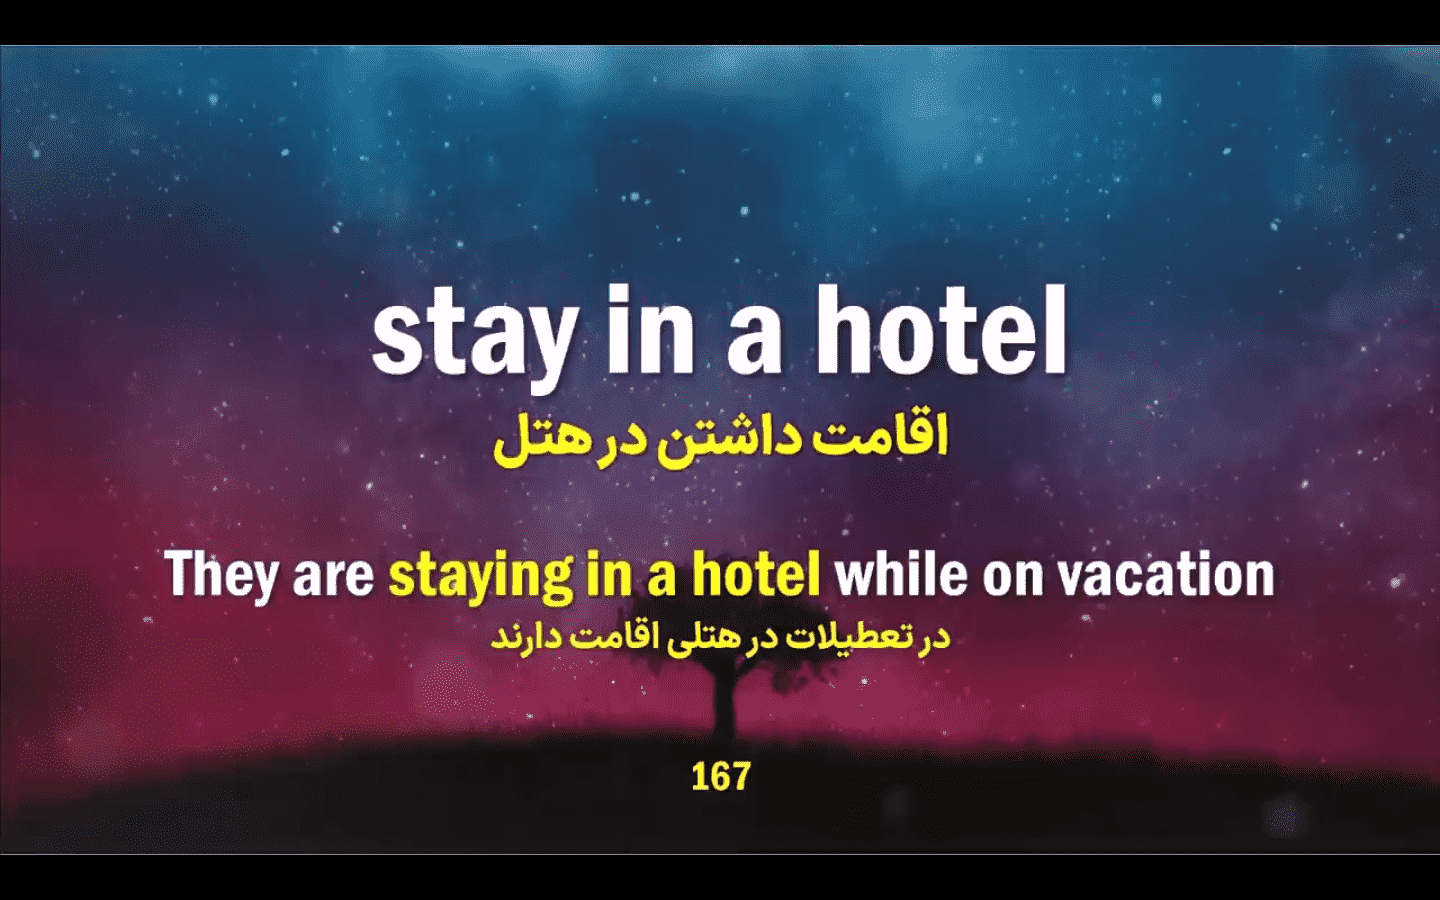 stay in a hotel
اقامت داشتن در هتل
They are staying in a hotel while on vacation
در تعطیلات در هتلی اقامت دارند
167